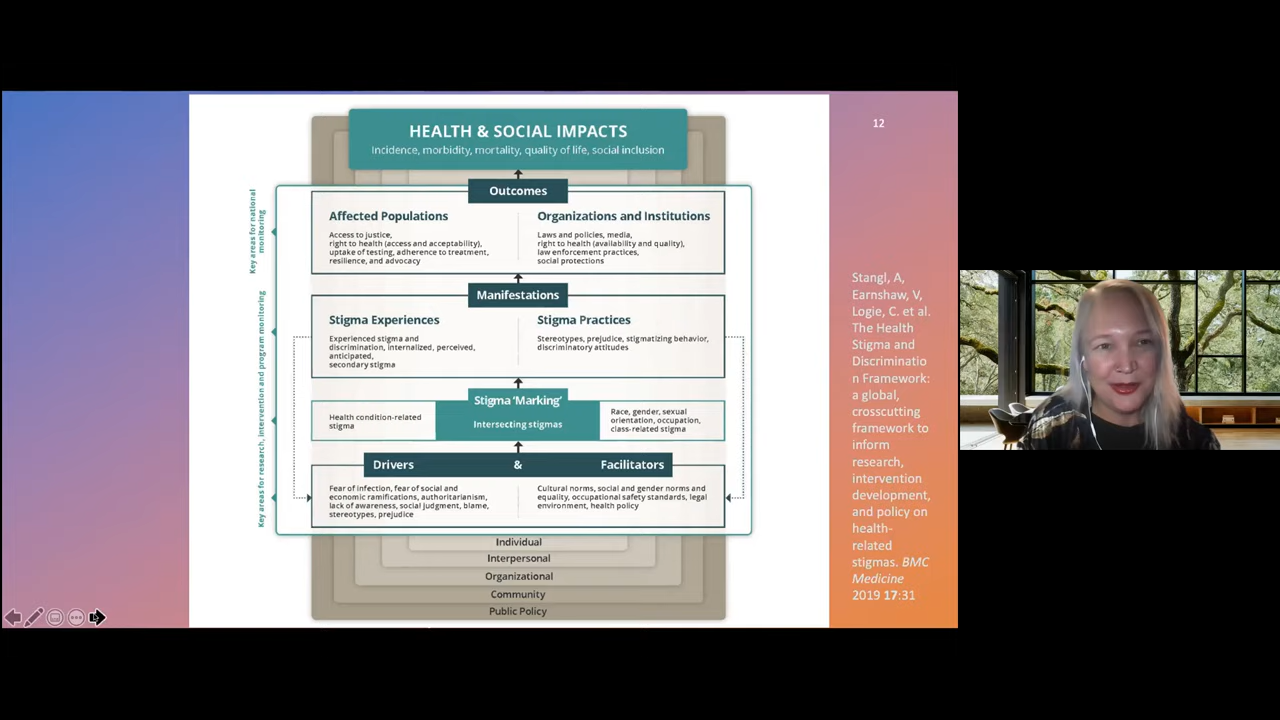 HEALTH & SOCIAL IMPACTS
Incidence, morbidity, mortality, quality of life, social inclusion
12
Outcomes
Key areas for national
monitoring
Affected Populations
Access to justice,
right to health (access and acceptability),
uptake of testing, adherence to treatment,
resilience, and advocacy
Organizations and Institutions
Laws and policies, media,
right to health (availability and quality),
law enforcement practices,
social protections
Manifestations
Key areas for research, intervention and program monitoring
Stigma Experiences
Experienced stigma and
discrimination, internalized, perceived,
anticipated,
secondary stigma
Stigma Practices
Stereotypes, prejudice, stigmatizing behavior,
discriminatory attitudes
Stigma ‘Marking’
Intersecting stigmas
Health condition-related
stigma
Race, gender, sexual
orientation, occupation,
class-related stigma
Drivers & Facilitators
Fear of infection, fear of social and
economic ramifications, authoritarianism,
lack of awareness, social judgment, blame,
stereotypes, prejudice
Cultural norms, social and gender norms and
equality, occupational safety standards, legal
environment, health policy
Individual
Interpersonal
Organizational
Community
Public Policy
Stangl, A,
Earnshaw, V,
Logie, C. et al.
The Health
Stigma and
Discriminatio
n Framework:
a global,
crosscutting
framework to
inform
research,
intervention
development,
and policy on
health-
related
stigmas. BMC
Medicine
2019 17:31